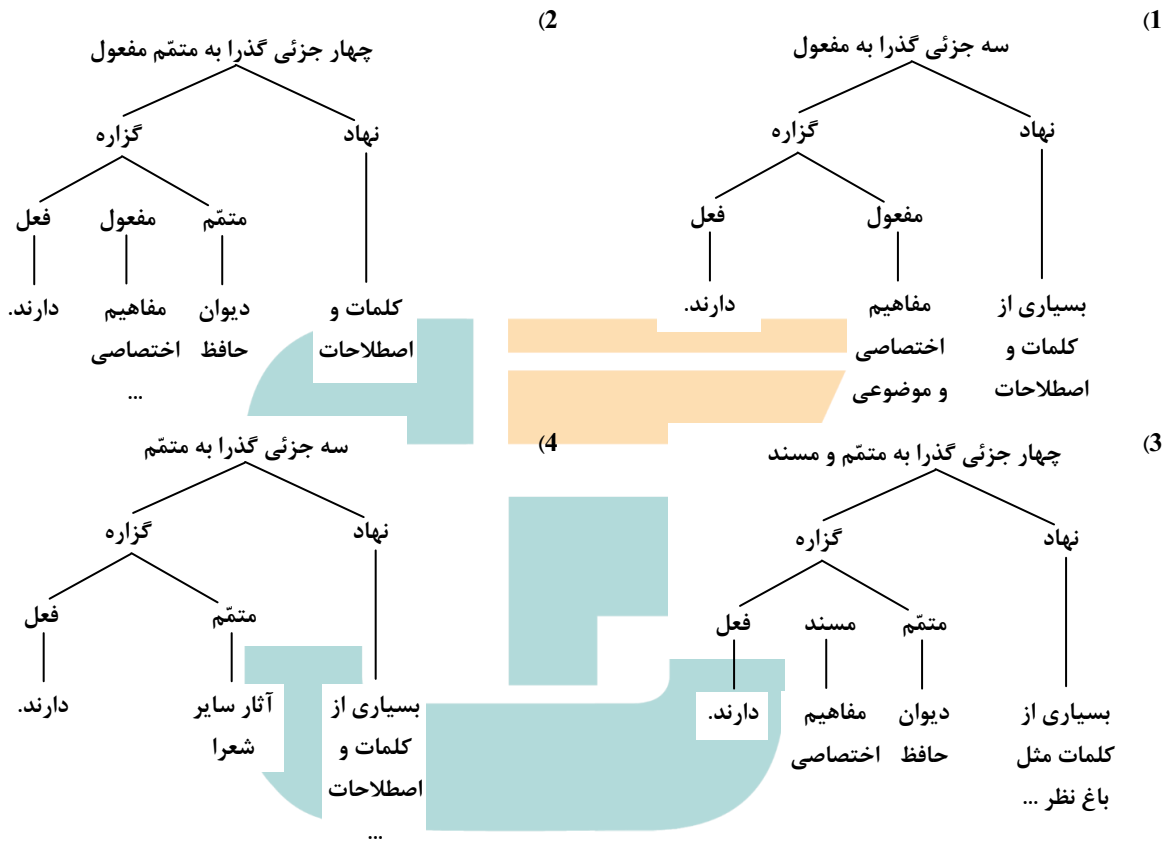 1)
سه جزئی گذرا به مفعول
نهاد
گزاره
مفعول
فعل
بسیاری از
کلمات و
اصطلاحات
مفاهیم
اختصاصی
و موضوعی
دارند.
2)
چهار جزئی گذرا به متمّم مفعول
نهاد
گزاره
متمّم
مفعول
فعل
کلمات و
اصطلاحات
دیوان
حافظ
مفاهیم
اختصاصی
...
دارند.
3)
چهار جزئی گذرا به متمّم و مسند
نهاد
گزاره
متمّم
مسند
فعل
بسیاری از
کلمات مثل
باغ نظر ...
دیوان
حافظ
مفاهیم
اختصاصی
دارند.
4)
سه جزئی گذرا به متمّم
نهاد
گزاره
متمّم
فعل
بسیاری از
کلمات و
اصطلاحات
...
آثار سایر
شعرا
دارند.